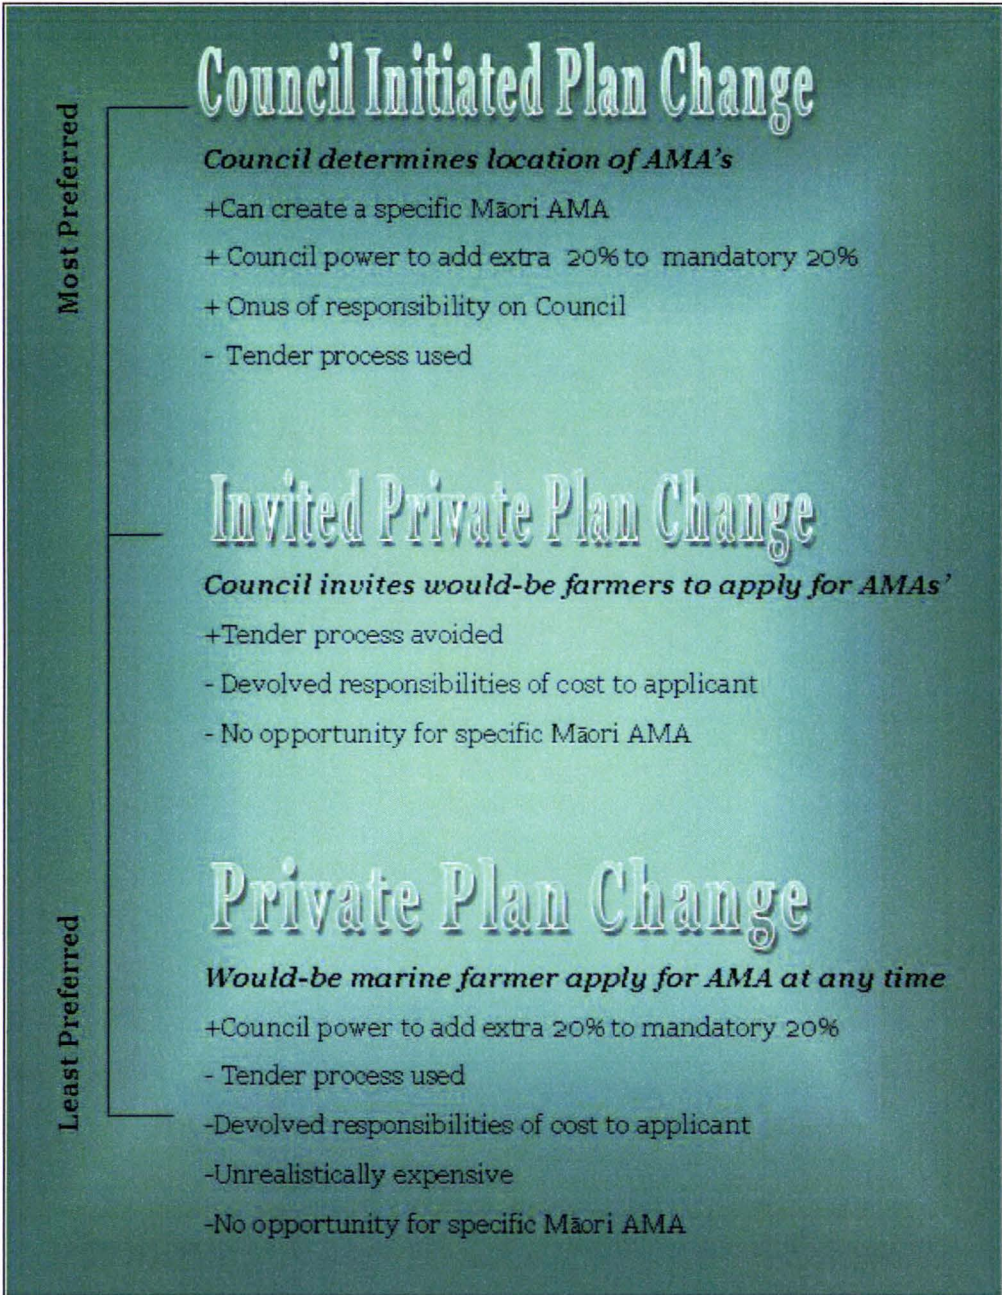 Most Preferred
Council Initiated Plan Change
Council determines location of AMA's
+Can create a specific Māori AMA
+ Council power to add extra 20% to mandatory 20%
+ Onus of responsibility on Council
- Tender process used
Invited Private Plan Change
Council invites would-be farmers to apply for AMAs'
+Tender process avoided
- Devolved responsibilities of cost to applicant
- No opportunity for specific Māori AMA
Least Preferred
Private Plan Change
Would-be marine farmer apply for AMA at any time
+Council power to add extra 20% to mandatory 20%
- Tender process used
-Devolved responsibilities of cost to applicant
-Unrealistically expensive
-No opportunity for specific Māori AMA